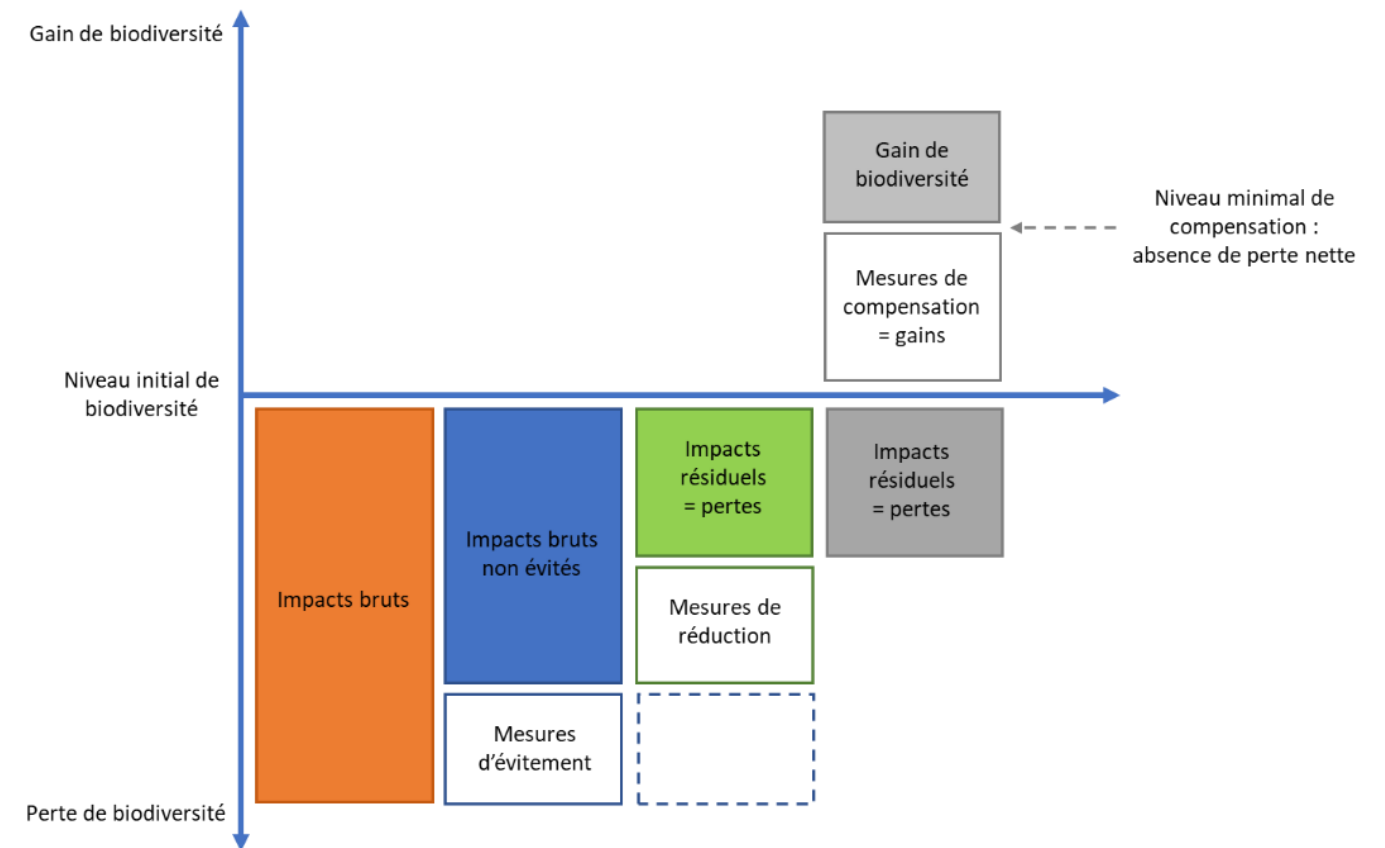 Gain de biodiversité
Gain de
biodiversité
Niveau minimal de
compensation :
absence de perte nette
Mesures de
compensation
= gains
Niveau initial de
biodiversité
Impacts bruts
Impacts bruts
non évités
Impacts
résiduels
= pertes
Impacts
résiduels
= pertes
Mesures de
réduction
Mesures
d’évitement
Perte de biodiversité